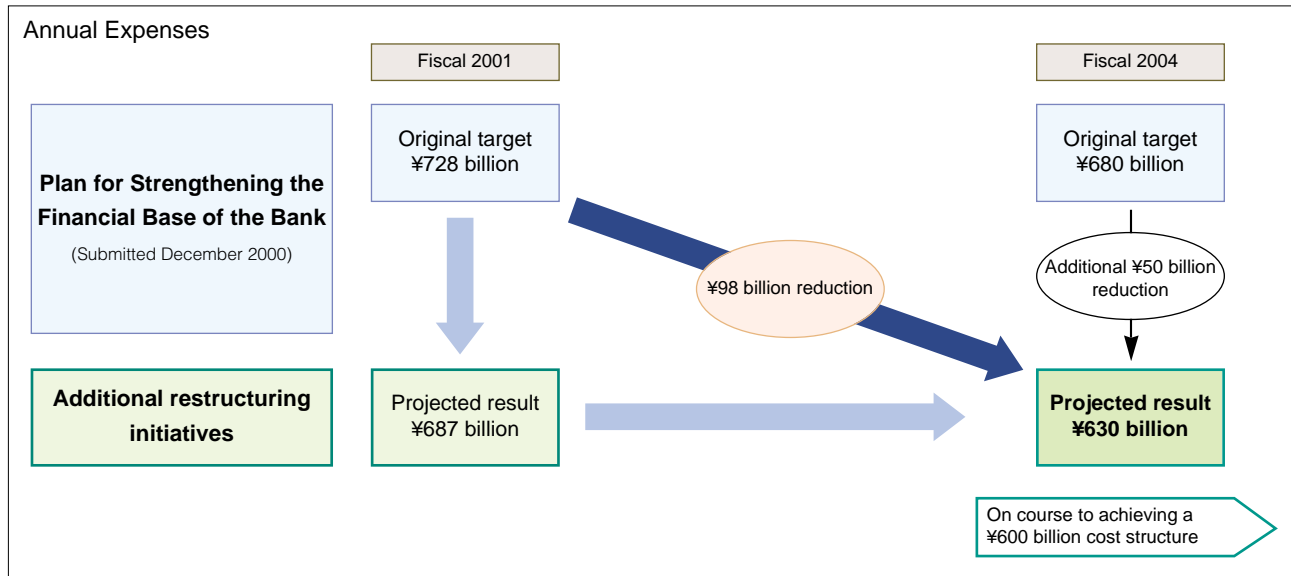 Annual Expenses
Fiscal 2001
Fiscal 2004
Plan for Strengthening the
Financial Base of the Bank
(Submitted December 2000)
Original target
¥728 billion
Original target
¥680 billion
¥98 billion reduction
Additional ¥50 billion
reduction
Additional restructuring
initiatives
Projected result
¥687 billion
Projected result
¥630 billion
On course to achieving a
¥600 billion cost structure